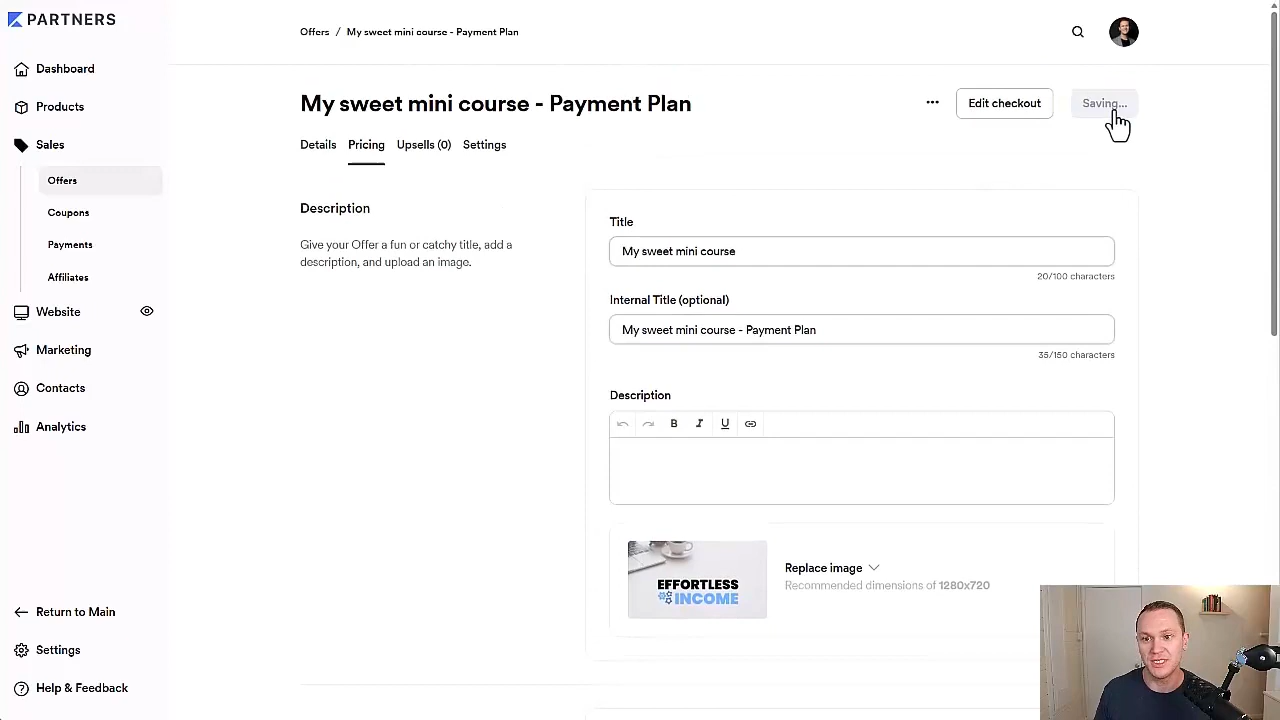 PARTNERS
Dashboard
Products
Sales
Offers
Coupons
Payments
Affiliates
Website
Marketing
Contacts
Analytics
Return to Main
Settings
Help & Feedback
Offers / My sweet mini course - Payment Plan
My sweet mini course - Payment Plan
Edit checkout
Saving...
Details Pricing Upsells (0) Settings
Description
Give your Offer a fun or catchy title, add a
description, and upload an image.
Title
My sweet mini course
20/100 characters
Internal Title (optional)
My sweet mini course - Payment Plan
35/150 characters
Description
B I U
EFFORTLESS
INCOME
Replace image
Recommended dimensions of 1280x720